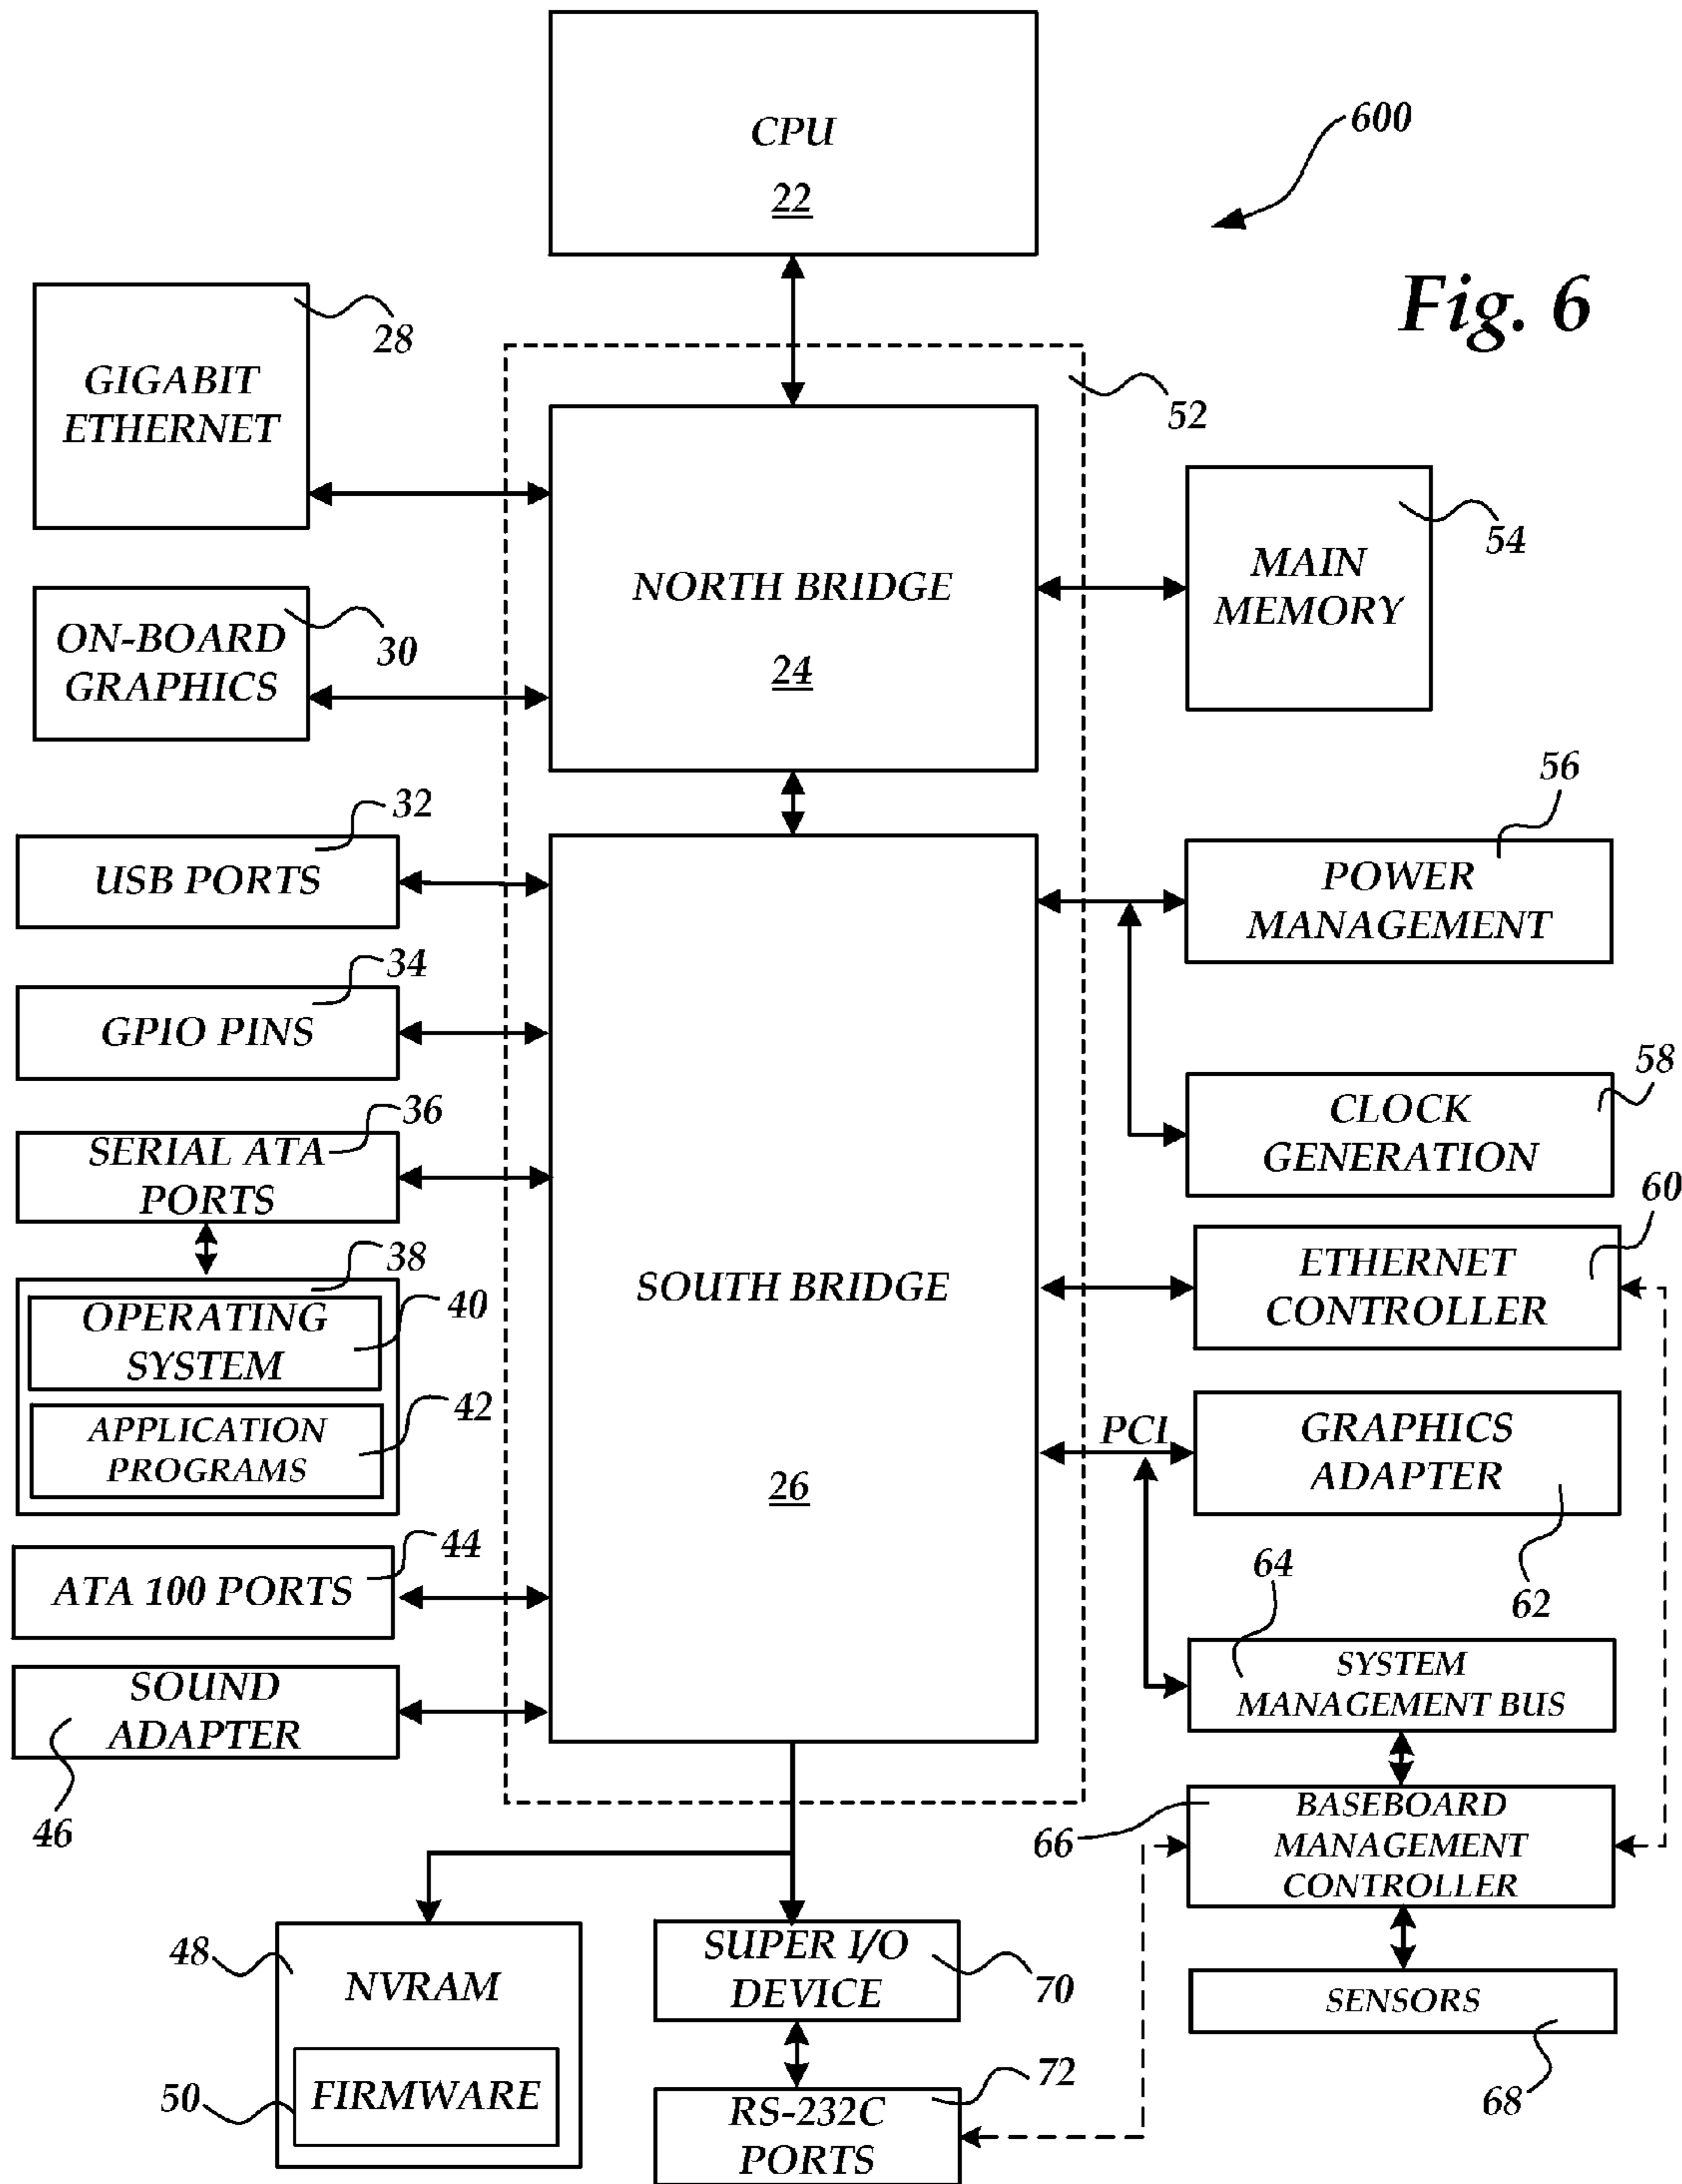 CPU
22
600
Fig. 6
28
GIGABIT
ETHERNET
52
NORTH BRIDGE
24
54
MAIN
MEMORY
30
ON-BOARD
GRAPHICS
32
USB PORTS
56
POWER
MANAGEMENT
34
GPIO PINS
58
CLOCK
GENERATION
36
SERIAL ATA
PORTS
60
ETHERNET
CONTROLLER
38
OPERATING
SYSTEM
40
SOUTH BRIDGE
26
APPLICATION
PROGRAMS
42
PCI
GRAPHICS
ADAPTER
62
44
ATA 100 PORTS
64
SYSTEM
MANAGEMENT BUS
SOUND
ADAPTER
46
66
BASEBOARD
MANAGEMENT
CONTROLLER
48
NVRAM
50
FIRMWARE
SUPER I/O
DEVICE
70
SENSORS
68
72
RS-232C
PORTS